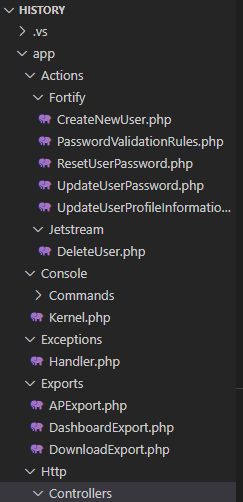 HISTORY
.vs
app
Actions
Fortify
CreateNewUser.php
PasswordValidationRules.php
ResetUserPassword.php
UpdateUserPassword.php
UpdateUserProfileInformatio...
Jetstream
DeleteUser.php
Console
Commands
Kernel.php
Exceptions
Handler.php
Exports
APExport.php
DashboardExport.php
DownloadExport.php
Http
Controllers